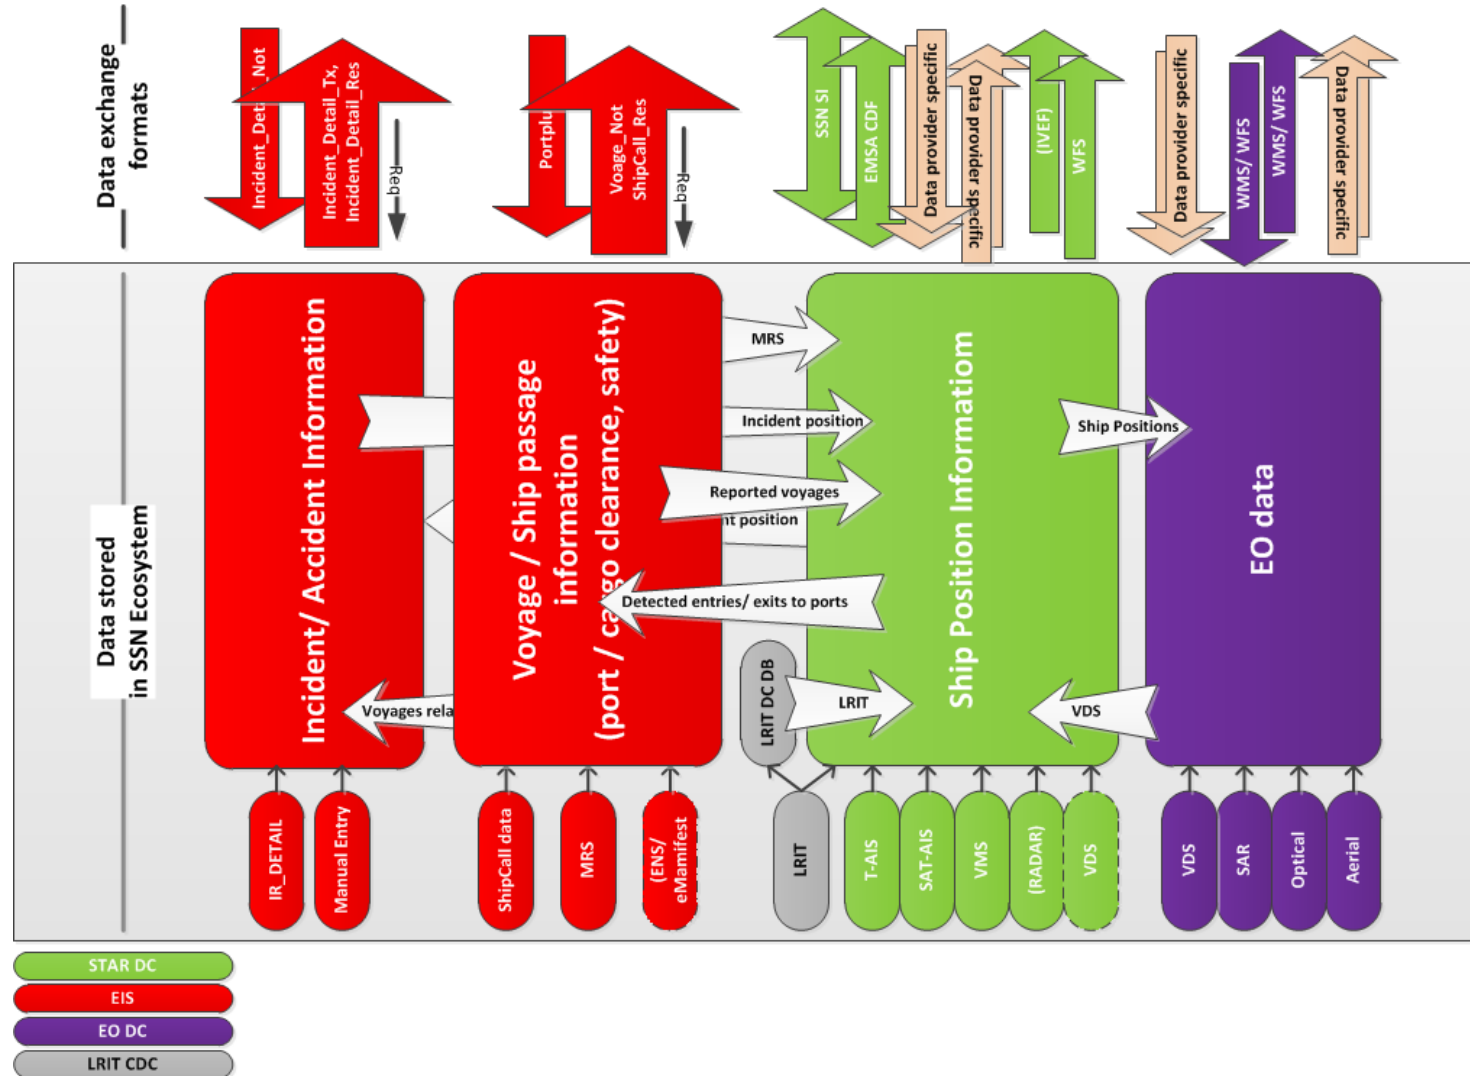 Data exchange
formats
Incident_Deta
_Not
Incident_Detail_Tx,
Incident_Detail_Res
Req
Portplu
Voage_Not
ShipCall_Res
Req
SSN SI
EMSA CDF
Data provider specific
Data provider specific
(IVEF)
WFS
Data provider specific
WMS/ WFS
WMS/ WFS
Data provider specific
Data stored
in SSN Ecosystem
Incident/ Accident Information
Voyage / Ship passage
information
(port / cargo clearance, safety)
Ship Position Informatiom
EO data
MRS
Incident position
Ship Positions
Reported voyages
nt position
Detected entries/ exits to ports
Voyages rela
LRIT DC DB
LRIT
VDS
IR_DETAIL
Manual Entry
ShipCall data
MRS
(ENS/
eMamifest
LRIT
T-AIS
SAT-AIS
VMS
(RADAR)
VDS
VDS
SAR
Optical
Aerial
STAR DC
EIS
EO DC
LRIT CDC